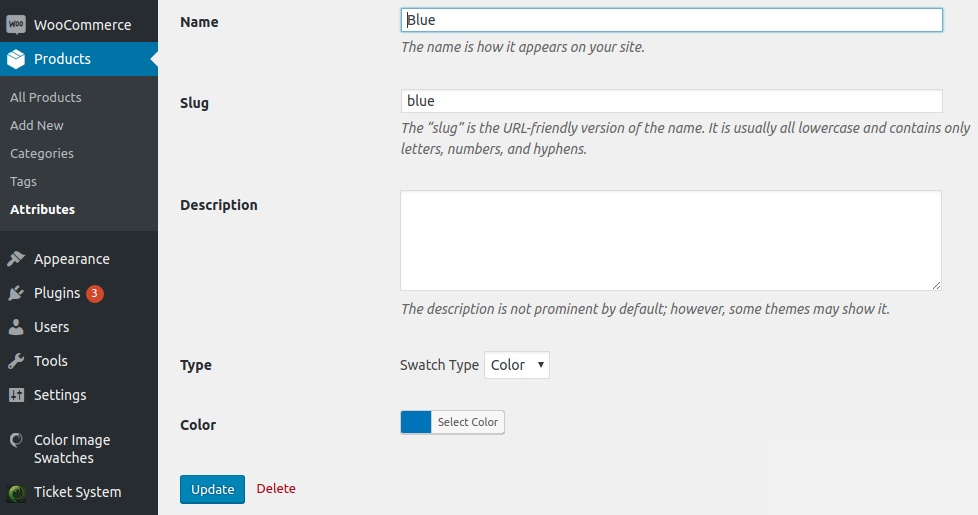 WooCommerce
Products
All Products
Add New
Categories
Tags
Attributes
Appearance
Plugins 3
Users
Tools
Settings
Color Image
Swatches
Ticket System
Name
Blue
The name is how it appears on your site.
Slug
blue
The “slug” is the URL-friendly version of the name. It is usually all lowercase and contains only
letters, numbers, and hyphens.
Description
The description is not prominent by default; however, some themes may show it.
Type
Swatch Type Color
Color
Select Color
Update Delete